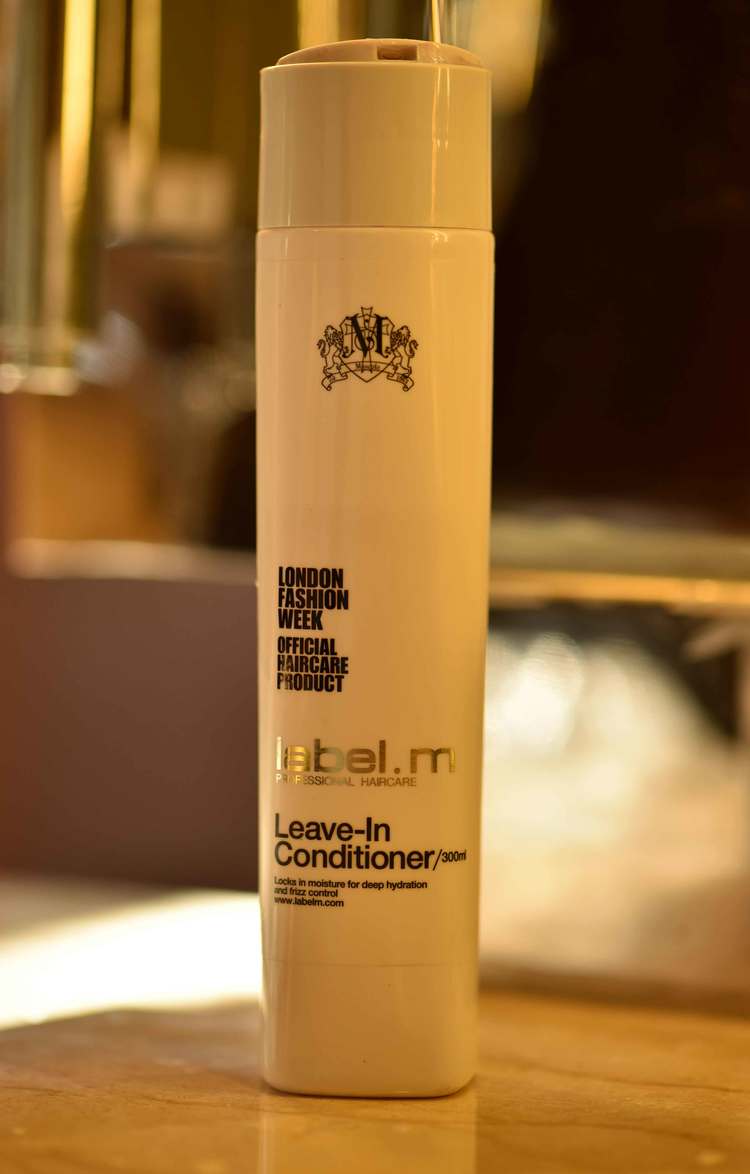 M
LONDON
FASHION
WEEK
OFFICIAL
HAIRCARE
PRODUCT
label.m
PROFESSIONAL HAIRCARE
Leave-In
Conditioner/300ml
Locks in moisture for deep hydration
and frizz control
www.labelm.com